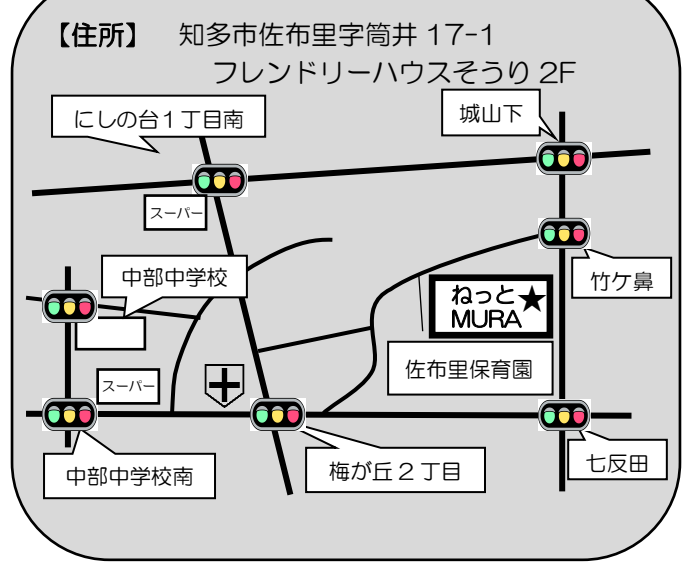 【住所】 知多市佐布里字筒井 17-1
フレンドリーハウスそうり 2F
城山下
にしの台１丁目南
スーパー
竹ケ鼻
中部中学校
ねっと★
MURA
佐布里保育園
スーパー
中部中学校南
梅が丘２丁目
七反田